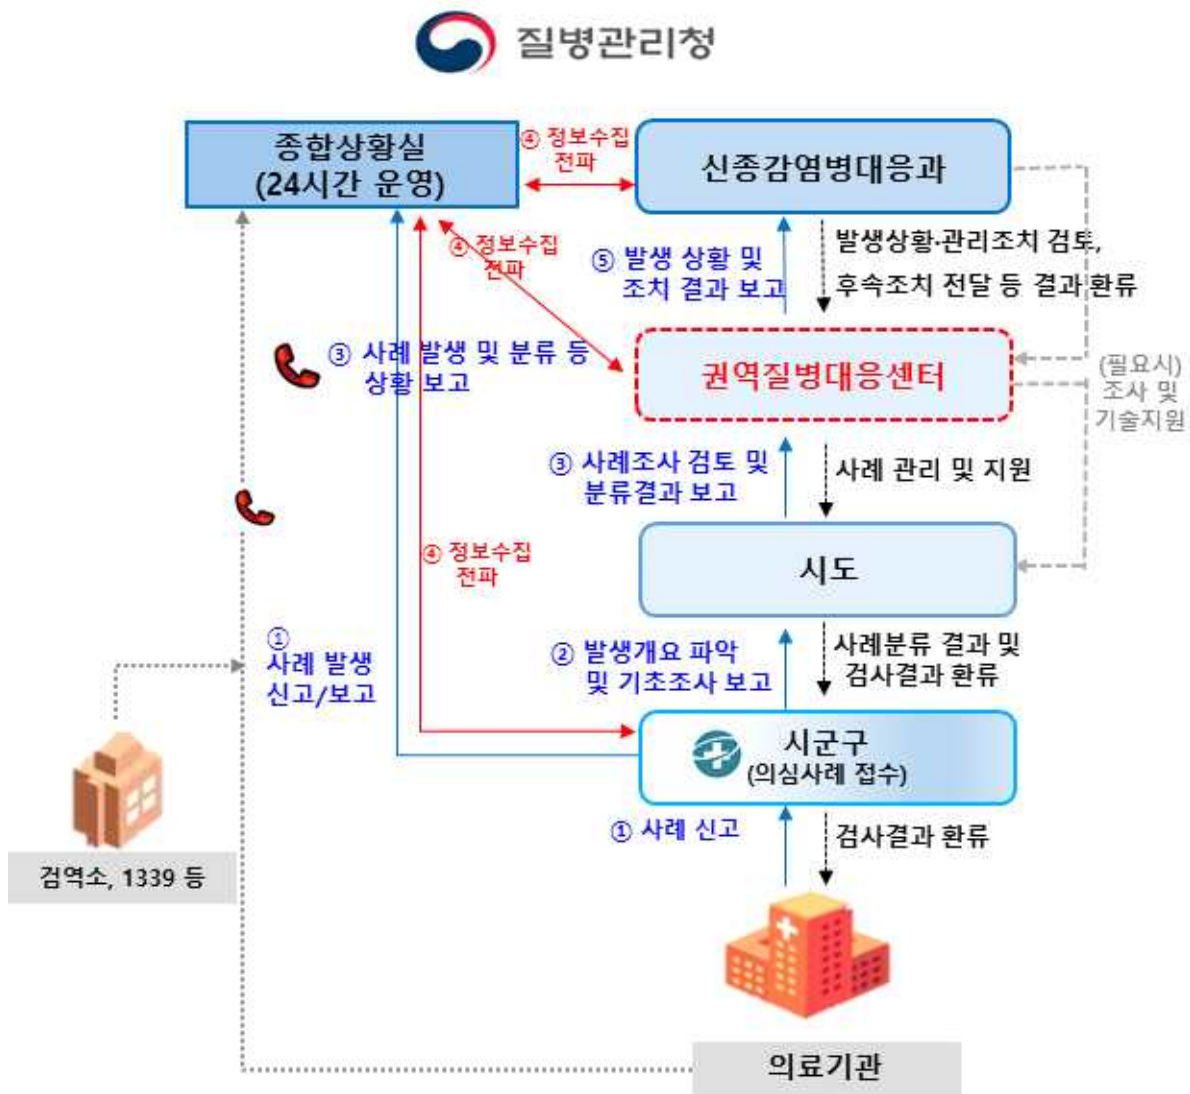 질병관리청
종합상황실
(24시간 운영)
④ 정보수집
전파
신종감염병대응과
④ 정보수집
전파
⑤ 발생 상황 및
조치 결과 보고
발생상황·관리조치 검토,
후속조치 전달 등 결과 환류
③ 사례 발생 및 분류 등
상황 보고
권역질병대응센터
(필요시)
조사 및
기술지원
③ 사례조사 검토 및
분류결과 보고
사례 관리 및 지원
④ 정보수집
전파
시도
①
사례 발생
신고/보고
② 발생개요 파악
및 기초조사 보고
사례분류 결과 및
검사결과 환류
시군구
(의심사례 접수)
① 사례 신고
검사결과 환류
검역소, 1339 등
의료기관